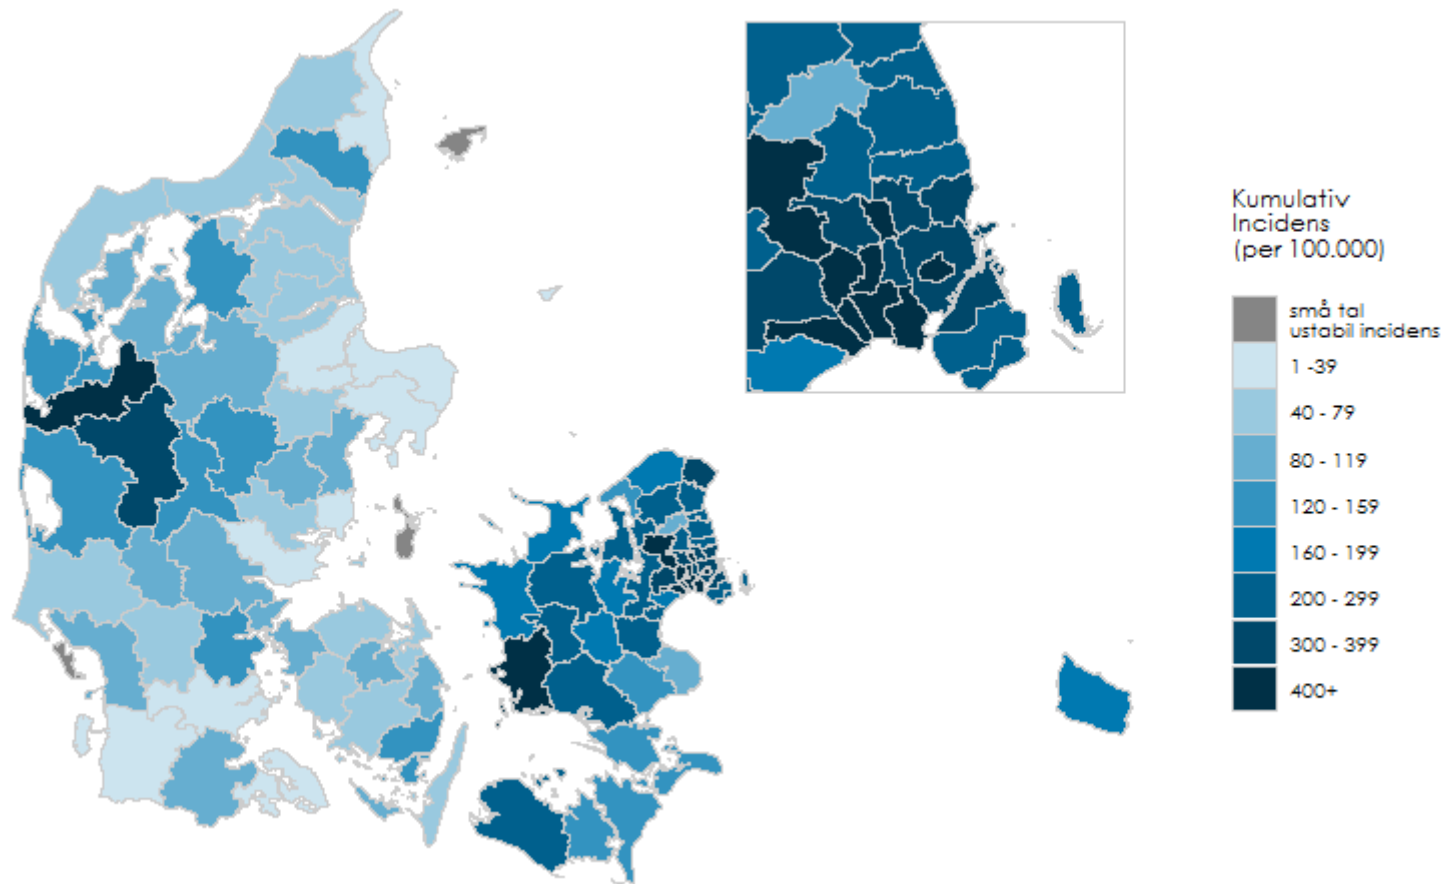 Kumulativ
Incidens
(per 100.000)
små tal
ustabil incidens
1 -39
40 - 79
80 - 119
120 - 159
160 - 199
200 - 299
300 - 399
400+